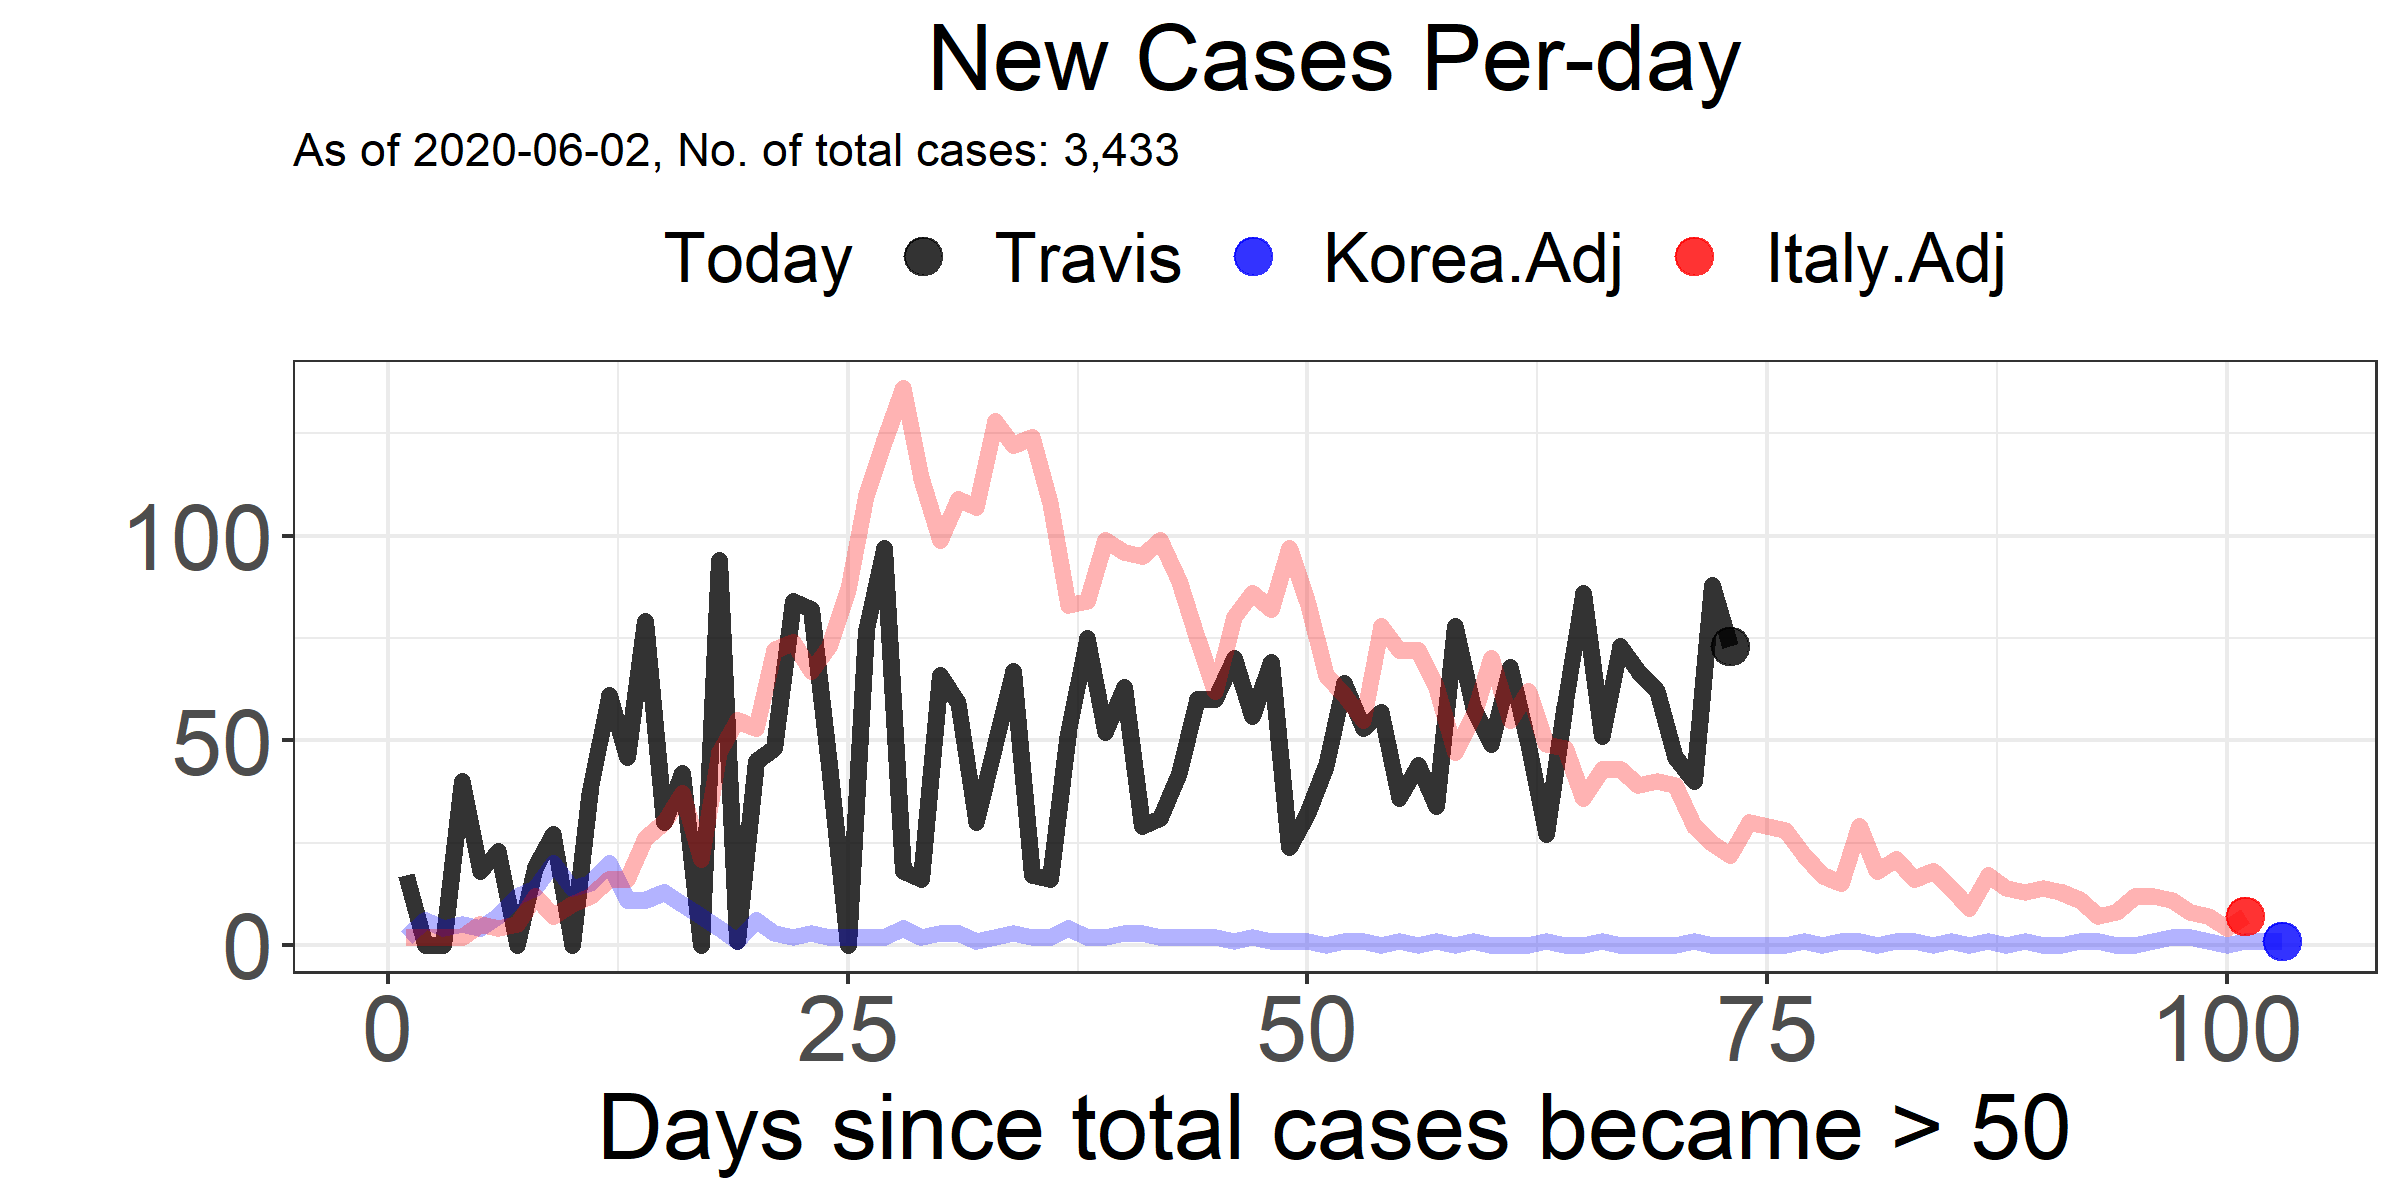 New Cases Per-day
As of 2020-06-02, No. of total cases: 3,433
Today Travis Korea.Adj Italy.Adj
100
50
0
0 25 50 75 100
Days since total cases became > 50